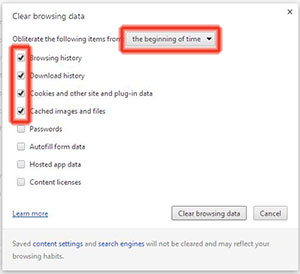 Clear browsing data
Obliterate the following items from: the beginning of time
Browsing history
Download history
Cookies and other site and plug-in data
Cached images and files
Passwords
Autofill form data
Hosted app data
Content licenses
Learn more Clear browsing data Cancel
Saved content settings and search engines will not be cleared and may reflect your
browsing habits.